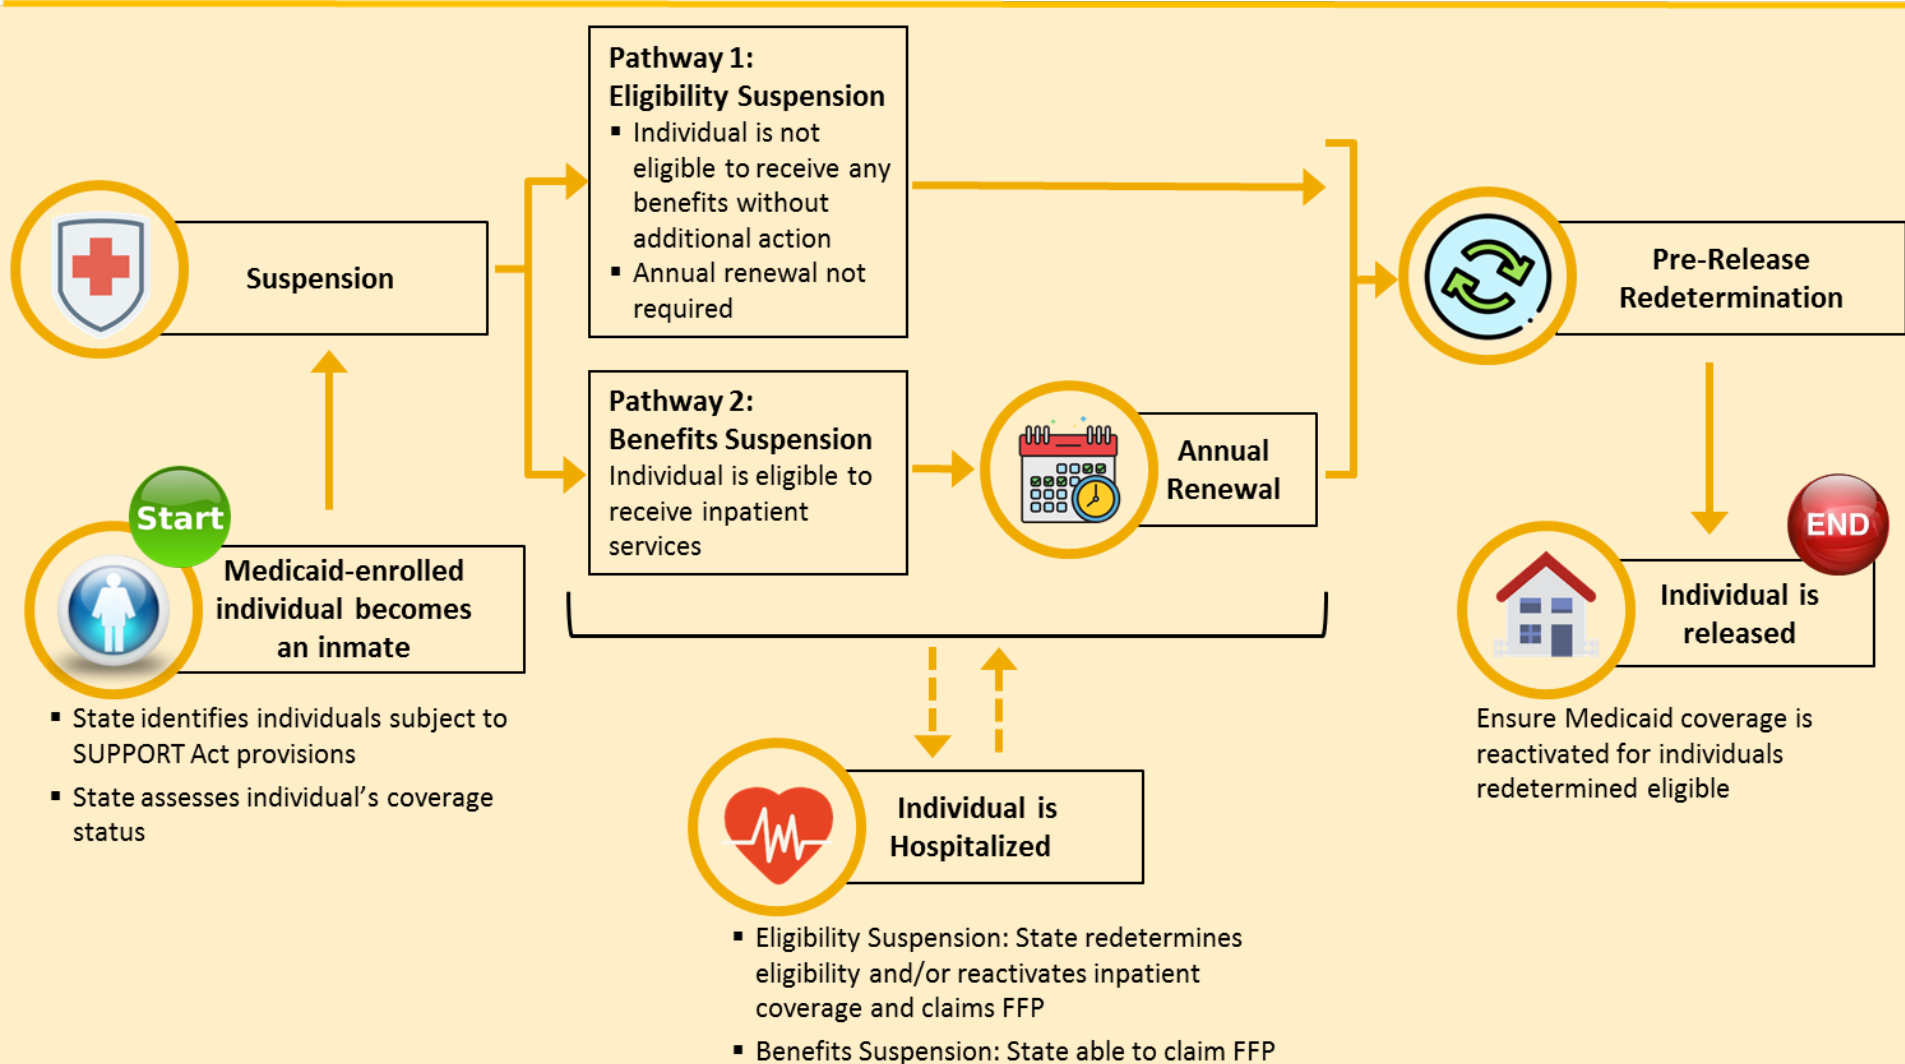 Start
Medicaid-enrolled
individual becomes
an inmate
▪ State identifies individuals subject to
SUPPORT Act provisions
▪ State assesses individual’s coverage
status
Suspension
Pathway 1:
Eligibility Suspension
▪ Individual is not
eligible to receive any
benefits without
additional action
▪ Annual renewal not
required
Pathway 2:
Benefits Suspension
Individual is eligible to
receive inpatient
services
Annual
Renewal
Individual is
Hospitalized
▪ Eligibility Suspension: State redetermines
eligibility and/or reactivates inpatient
coverage and claims FFP
▪ Benefits Suspension: State able to claim FFP
Pre-Release
Redetermination
END
Individual is
released
Ensure Medicaid coverage is
reactivated for individuals
redetermined eligible